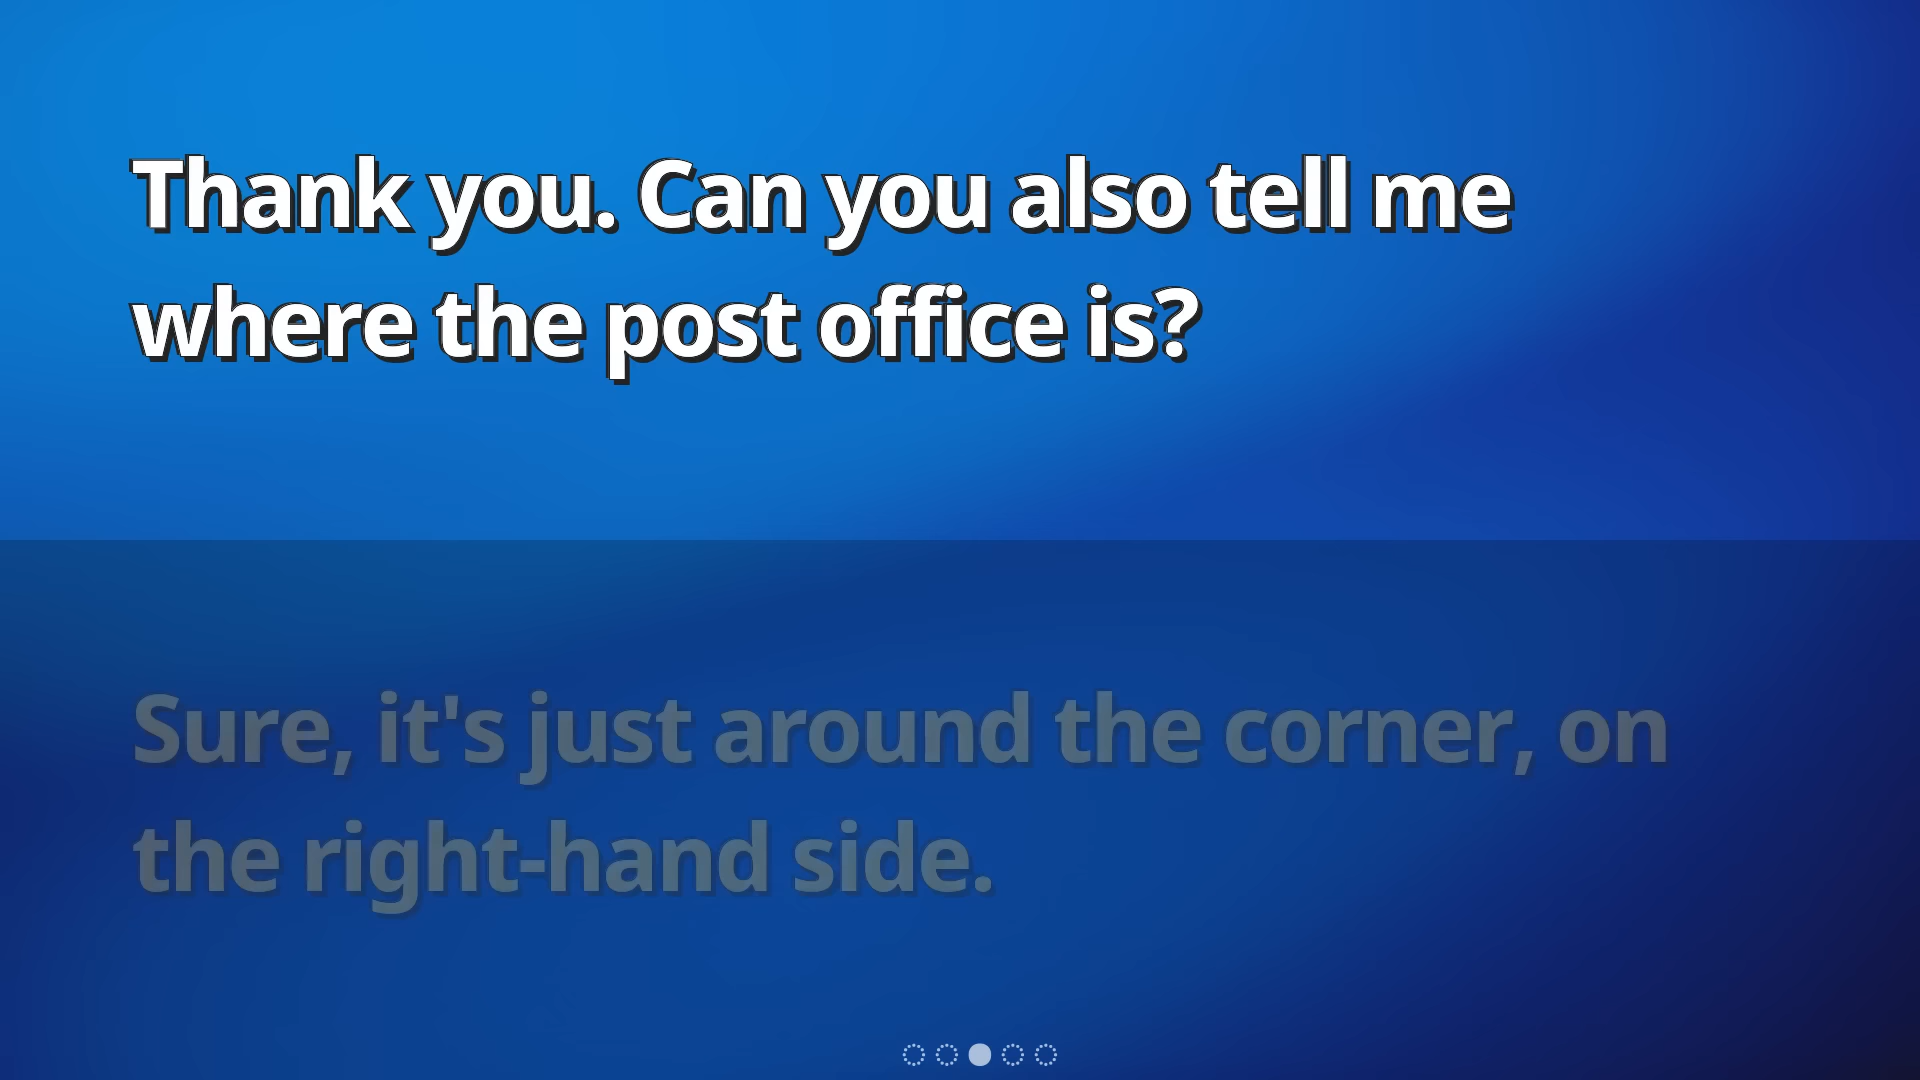 Thank you. Can you also tell me
where the post office is?
Sure, it's just around the corner, on
the right-hand side.